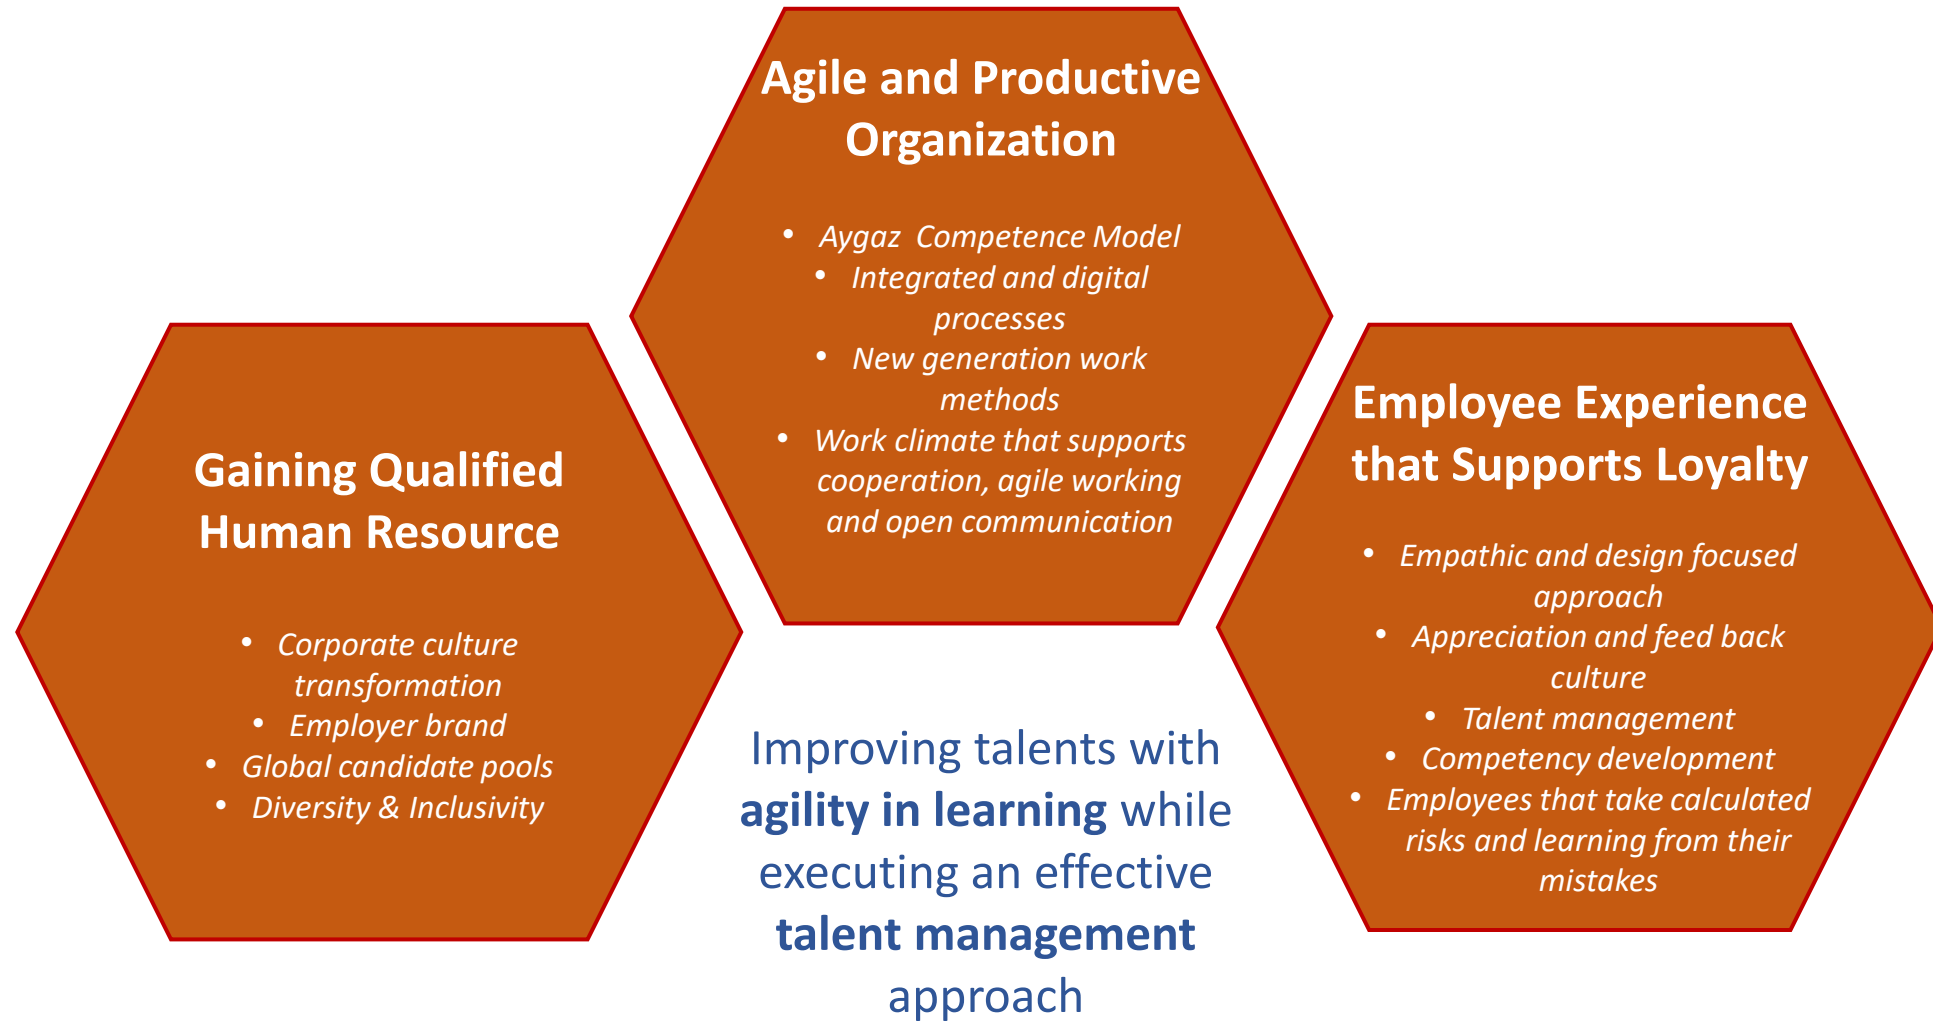 Agile and Productive
Organization
• Aygaz  Competence Model
• Integrated and digital
processes
• New generation work
methods
• Work climate that supports
cooperation, agile working
and open communication
Gaining Qualified
Human Resource
• Corporate culture
transformation
• Employer brand
• Global candidate pools
• Diversity & Inclusivity
Employee Experience
that Supports Loyalty
• Empathic and design focused
approach
• Appreciation and feed back
culture
• Talent management
• Competency development
• Employees that take calculated
risks and learning from their
mistakes
Improving talents with
agility in learning while
executing an effective
talent management
approach